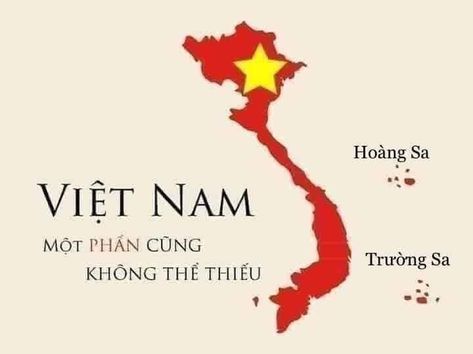 Hoàng Sa
VIỆT NAM
MỘT PHẦN CŨNG
KHÔNG THỂ THIẾU
Trường Sa